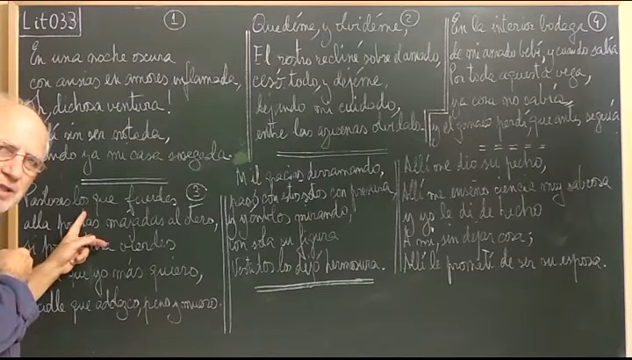 Lit033
①
En una noche oscura
con ansias en amores inflamada,
oh, dichosa ventura!
sin ser notada,
ya mi casa sosegada
②
Quedéme, y olvidéme,
El rostro recliné sobre el amado,
cesó todo, y dejéme,
dejando mi cuidado,
entre las azucenas olvidado
③
Pastores los que fuerdes
allá por las majadas al otero,
si por
que yo más quiero,
decidle que adolezco, peno y muero.
Mil gracias derramando,
pasó por estos sotos con presura,
y yéndolos mirando,
con sola su figura
Vestidos los dejó hermosura.
④
En la interior bodega
de mi amado bebí, y cuando salía
Por toda aquesta vega,
ya cosa no sabía,
y el ganado perdí, que antes seguía
Allí me dio su pecho,
Allí me enseñó ciencia muy sabrosa
y yo le di de hecho
A mí, sin dejar cosa;
Allí le prometí de ser su esposa.